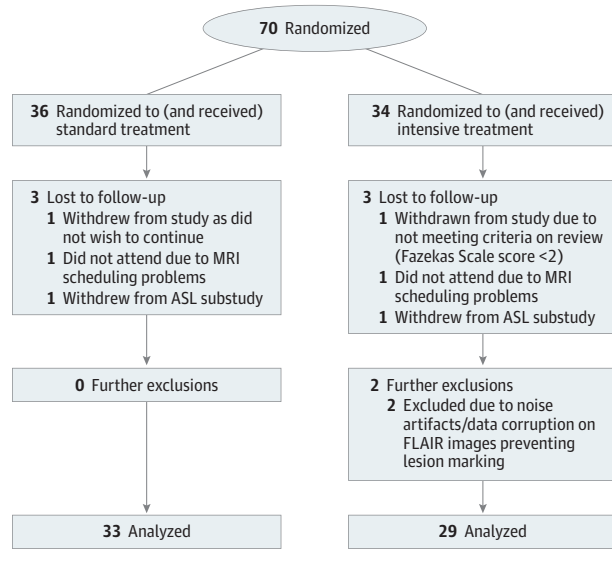 70 Randomized
36 Randomized to (and received)
standard treatment
34 Randomized to (and received)
intensive treatment
3 Lost to follow-up
1 Withdrew from study as did
not wish to continue
1 Did not attend due to MRI
scheduling problems
1 Withdrew from ASL substudy
3 Lost to follow-up
1 Withdrawn from study due to
not meeting criteria on review
(Fazekas Scale score <2)
1 Did not attend due to MRI
scheduling problems
1 Withdrew from ASL substudy
0 Further exclusions
2 Further exclusions
2 Excluded due to noise
artifacts/data corruption on
FLAIR images preventing
lesion marking
33 Analyzed
29 Analyzed